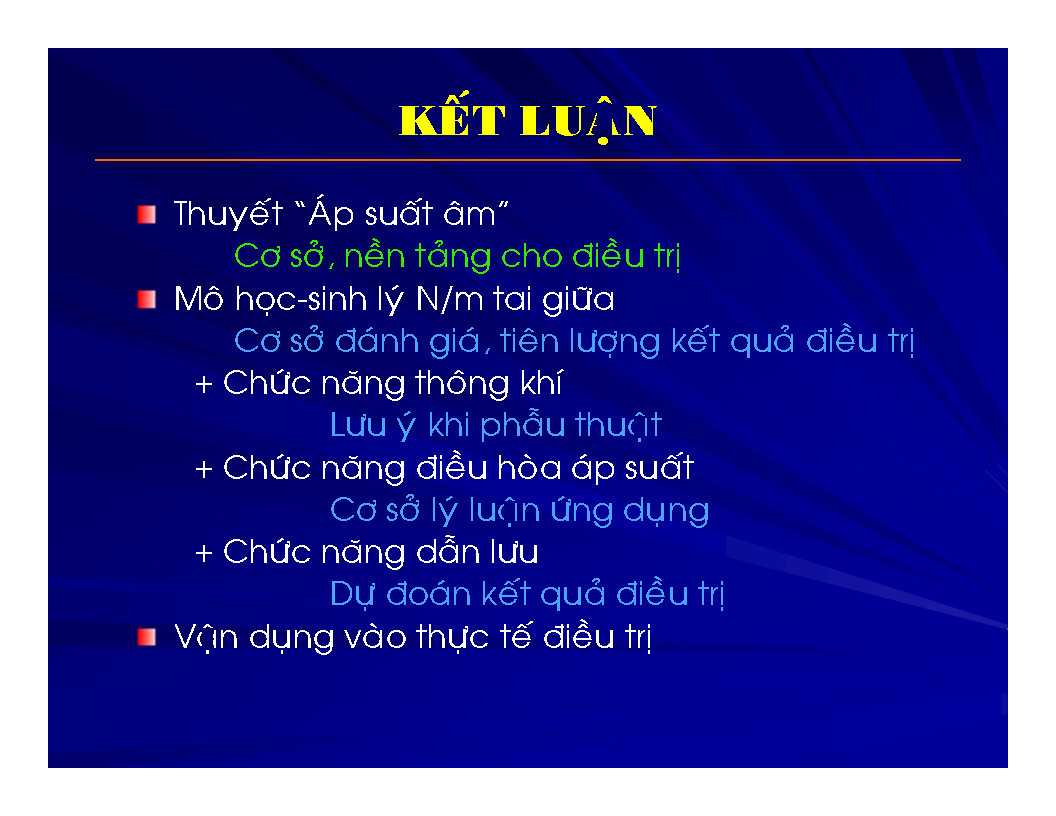 KẾT LUẬN
Thuyết “Áp suất âm”
Cơ sở, nền tảng cho điều trị
Mô học-sinh lý N/m tai giữa
Cơ sở đánh giá, tiên lượng kết quả điều trị
+ Chức năng thông khí
Lưu ý khi phẫu thuật
+ Chức năng điều hòa áp suất
Cơ sở lý luận ứng dụng
+ Chức năng dẫn lưu
Dự đoán kết quả điều trị
Vận dụng vào thực tế điều trị